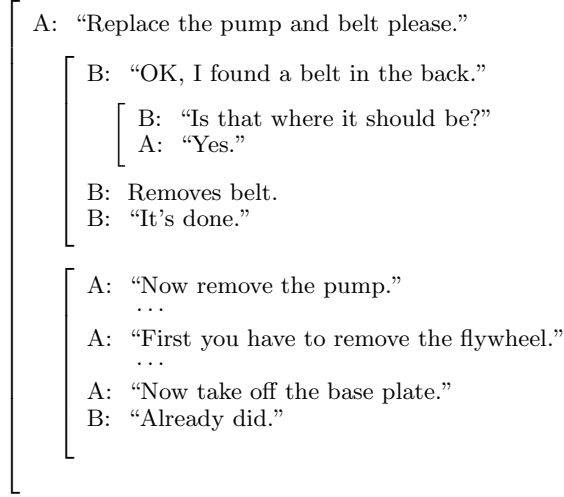 A: “Replace the pump and belt please.”
B: “OK, I found a belt in the back.”
B: “Is that where it should be?”
A: “Yes.”
B: Removes belt.
B: “It’s done.”
A: “Now remove the pump.”
...
A: “First you have to remove the flywheel.”
...
A: “Now take off the base plate.”
B: “Already did.”